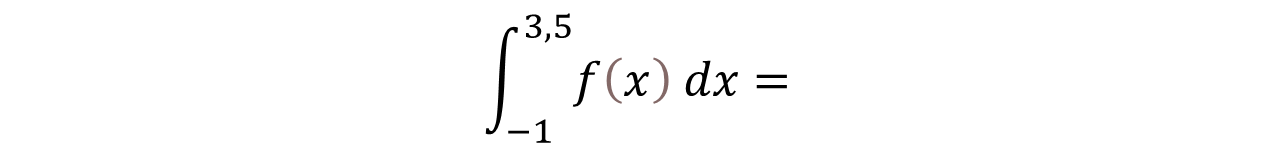 ∫_{-1}^{3,5} f(x) dx =